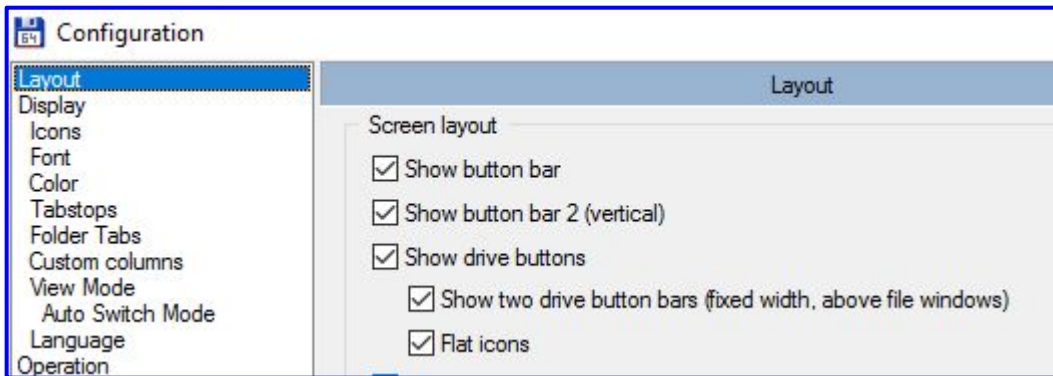 64
Configuration
Layout
Display
Icons
Font
Color
Tabstops
Folder Tabs
Custom columns
View Mode
Auto Switch Mode
Language
Operation
Layout
Screen layout
Show button bar
Show button bar 2 (vertical)
Show drive buttons
Show two drive button bars (fixed width, above file windows)
Flat icons